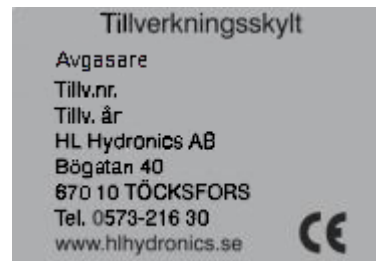 Tillverkningsskylt
Avgasare
Tillv.nr.
Tillv. år
HL Hydronics AB
Bögatan 40
670 10 TÖCKSFORS
Tel. 0573-216 30
www.hlhydronics.se
CE